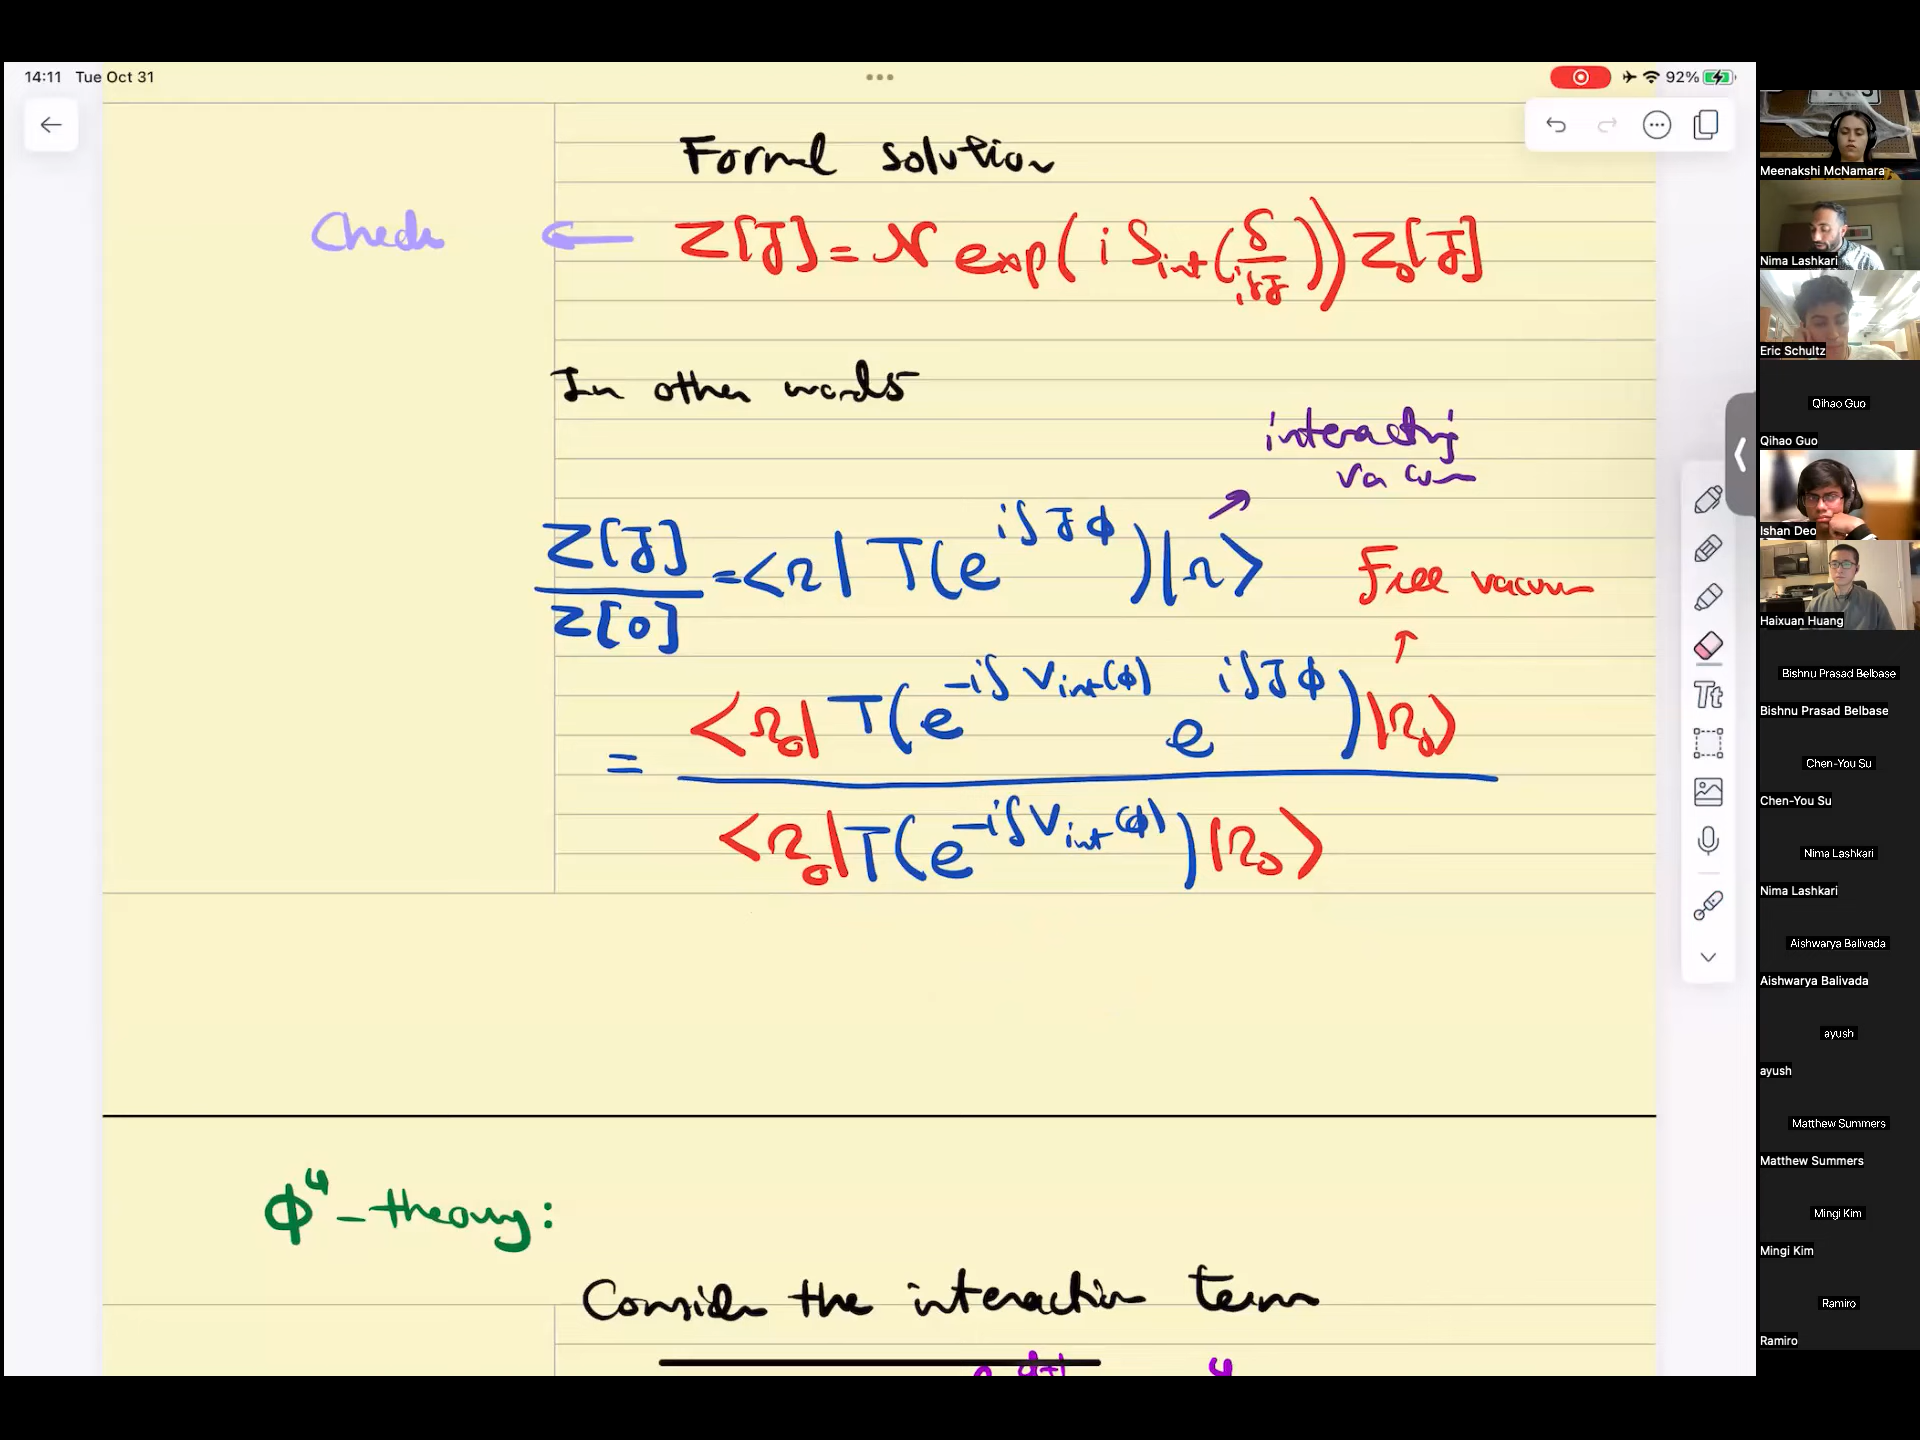 14:11 Tue Oct 31
92%
Formal solution
Check ← Z[J] = N exp( i S_int ( δ / iδJ ) ) Z_0[J]
In other words
interacting
vacuum
Z[J] / Z[0] = <Ω| T( e^{i∫Jϕ} ) |Ω>
Free vacuum
= <Ω_0| T( e^{-i∫V_int(ϕ)} e^{i∫Jϕ} ) |Ω_0> / <Ω_0| T( e^{-i∫V_int(ϕ)} ) |Ω_0>
ϕ^4 - theory:
Consider the interaction term
Tt
Meenakshi McNamara
Nima Lashkari
Eric Schultz
Qihao Guo
Qihao Guo
Ishan Deo
Haixuan Huang
Bishnu Prasad Belbase
Bishnu Prasad Belbase
Chen-You Su
Chen-You Su
Nima Lashkari
Nima Lashkari
Aishwarya Balivada
Aishwarya Balivada
ayush
ayush
Matthew Summers
Matthew Summers
Mingi Kim
Mingi Kim
Ramiro
Ramiro